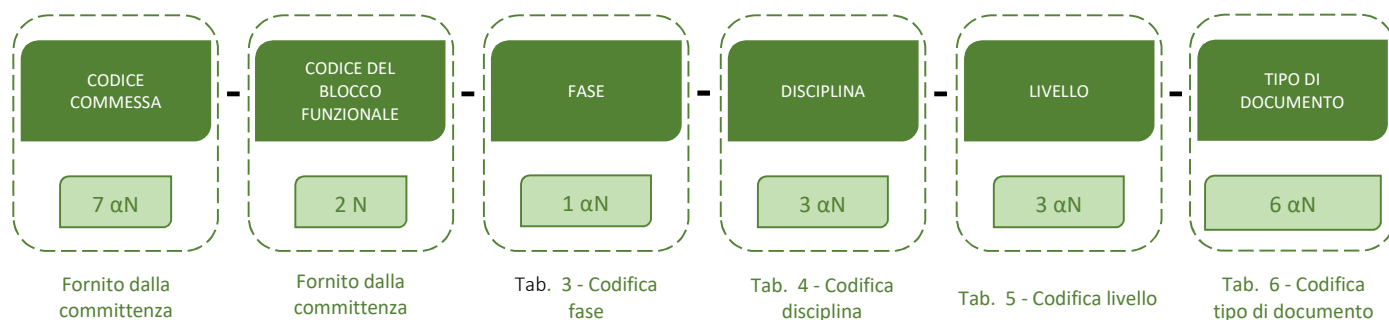 CODICE
COMMESSA
-
CODICE DEL
BLOCCO
FUNZIONALE
-
FASE
-
DISCIPLINA
-
LIVELLO
-
TIPO DI
DOCUMENTO
7 αN
2 N
1 αN
3 αN
3 αN
6 αN
Fornito dalla
committenza
Fornito dalla
committenza
Tab. 3 - Codifica
fase
Tab. 4 - Codifica
disciplina
Tab. 5 - Codifica livello
Tab. 6 - Codifica
tipo di documento